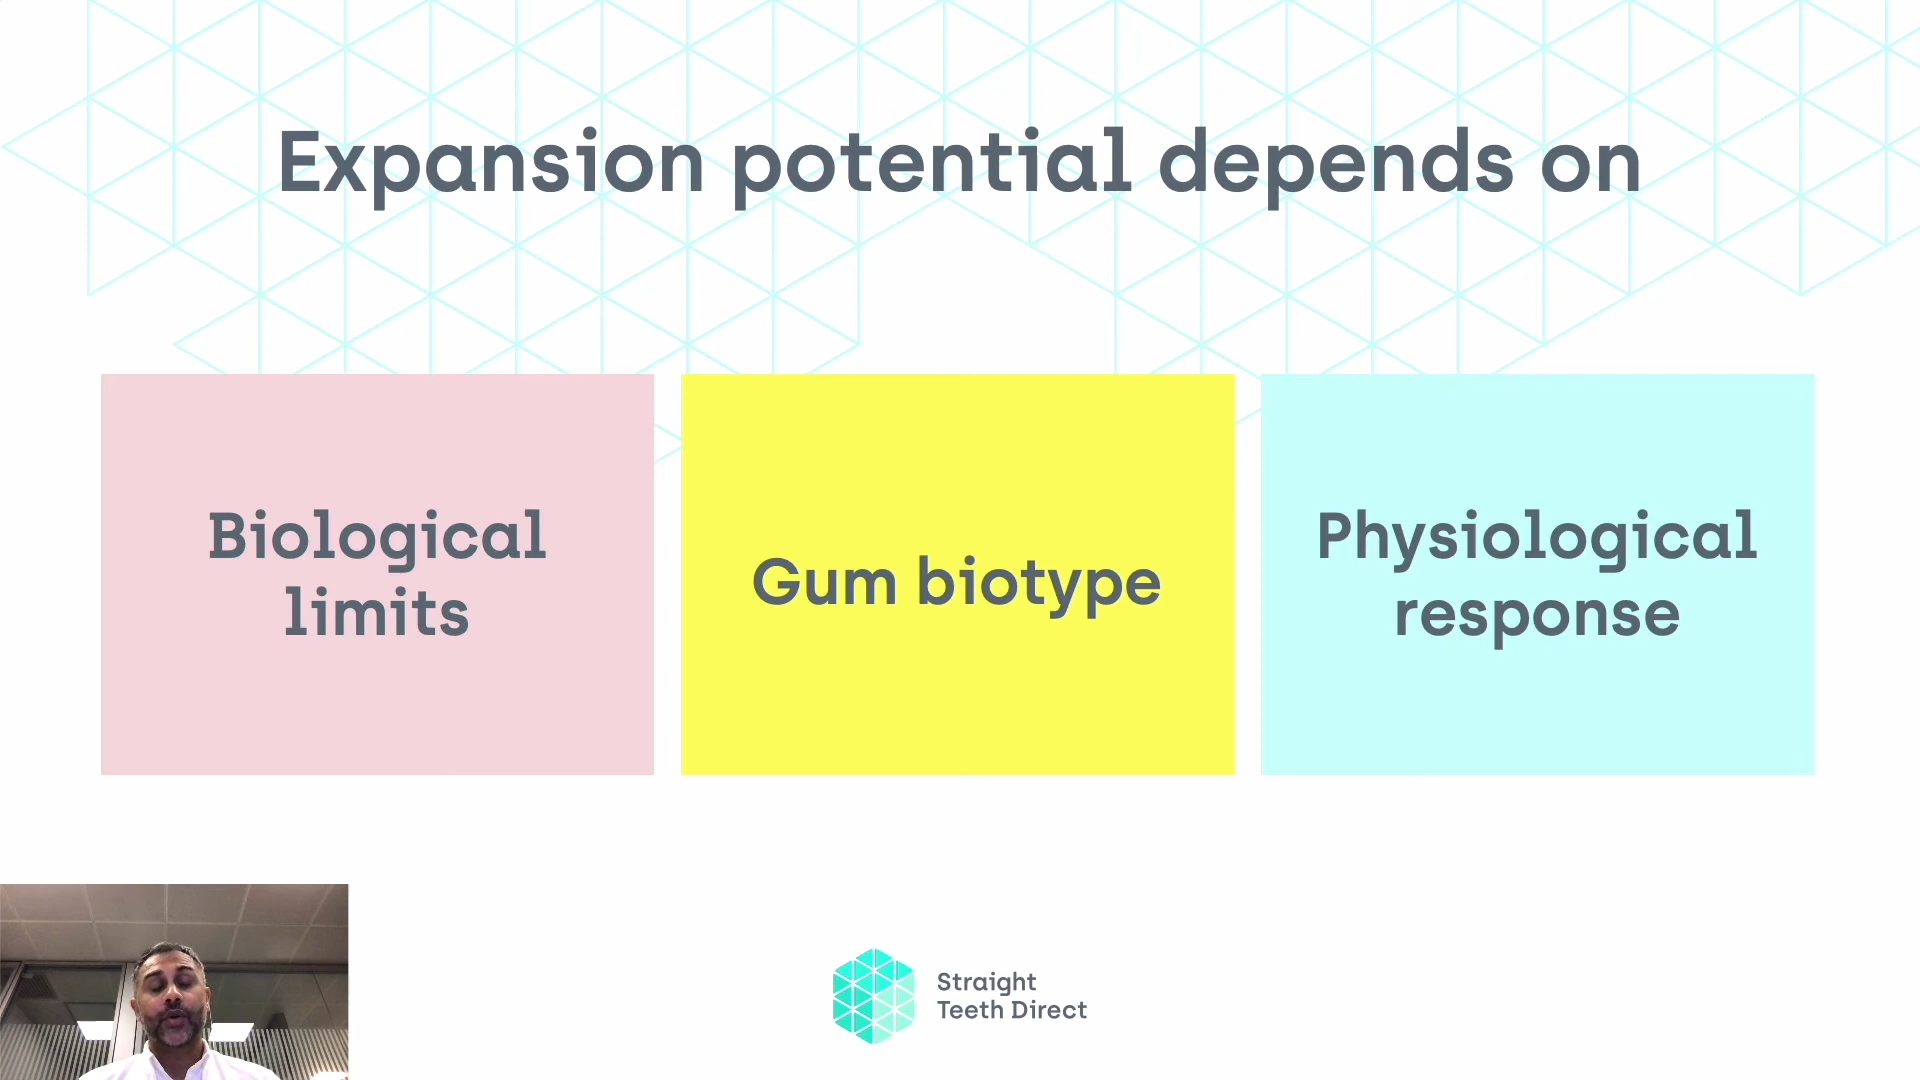 Expansion potential depends on
Biological
limits
Gum biotype
Physiological
response
Straight
Teeth Direct